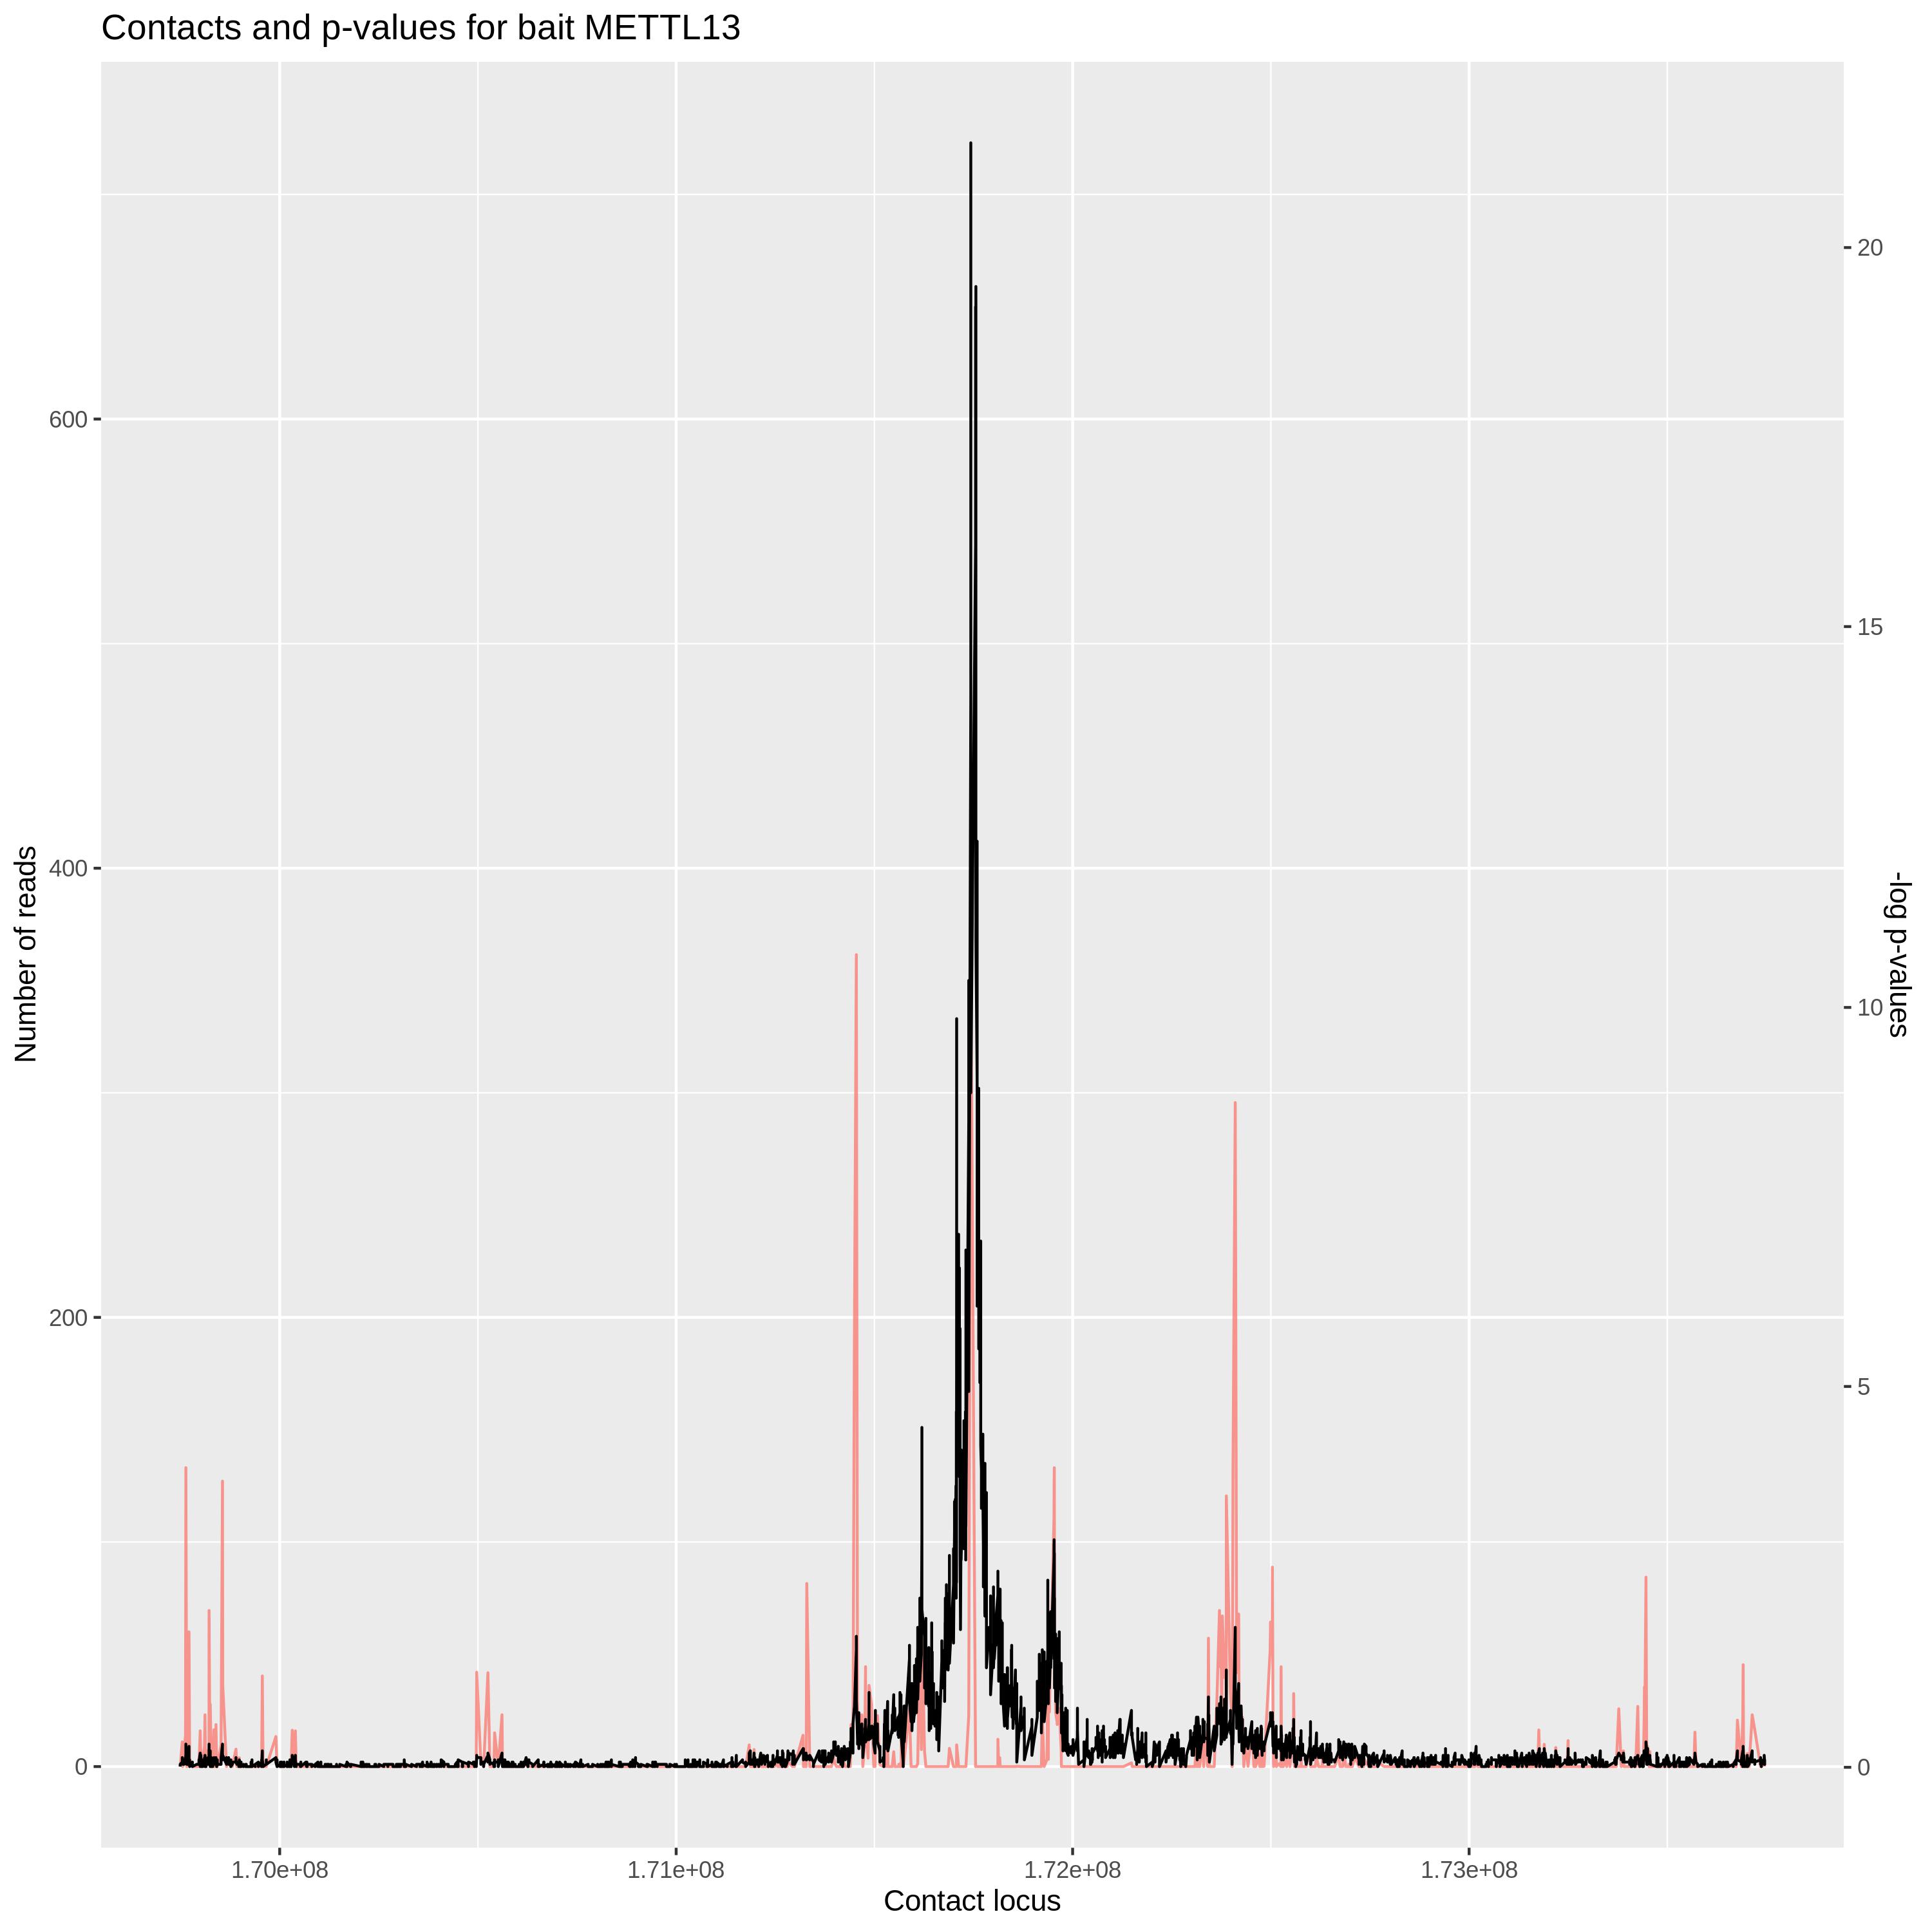 Contacts and p-values for bait METTL13
Number of reads
600
400
200
0
20
15
10
5
0
-log p-values
1.70e+08
1.71e+08
1.72e+08
1.73e+08
Contact locus